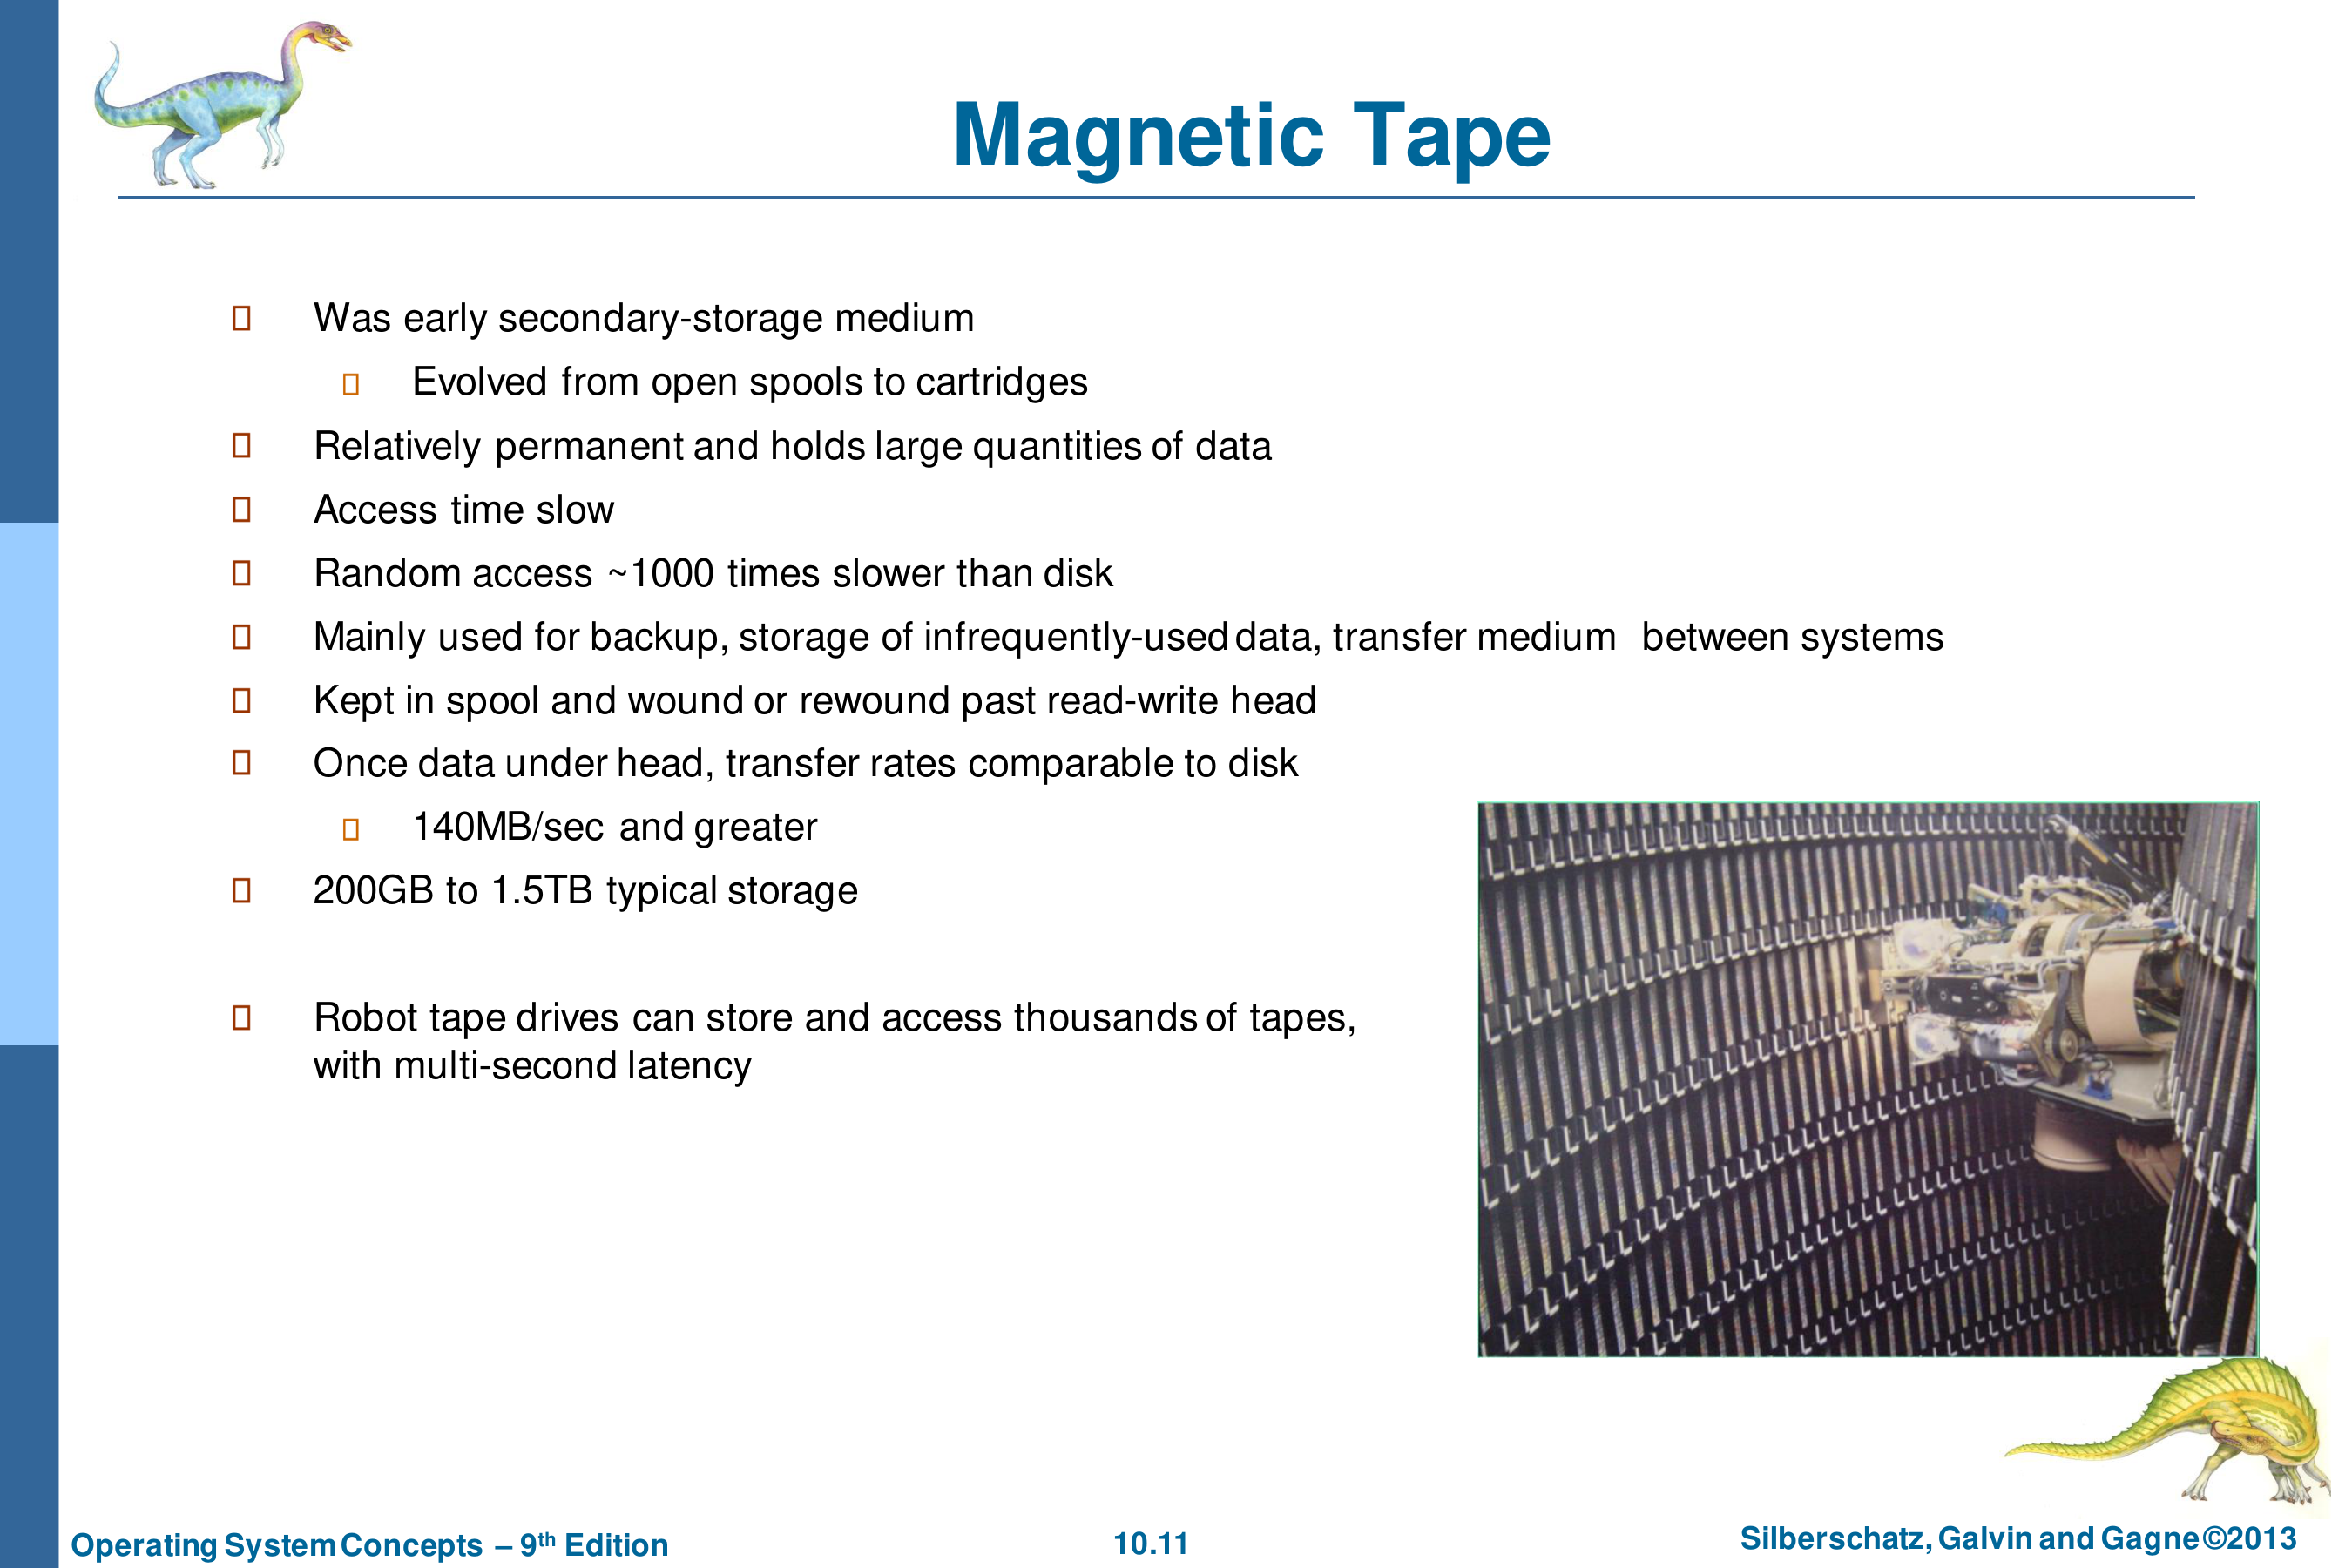 Magnetic Tape
Was early secondary-storage medium
Evolved from open spools to cartridges
Relatively permanent and holds large quantities of data
Access time slow
Random access ~1000 times slower than disk
Mainly used for backup, storage of infrequently-used data, transfer medium between systems
Kept in spool and wound or rewound past read-write head
Once data under head, transfer rates comparable to disk
140MB/sec and greater
200GB to 1.5TB typical storage
Robot tape drives can store and access thousands of tapes,
with multi-second latency
Operating System Concepts – 9th Edition
10.11
Silberschatz, Galvin and Gagne ©2013